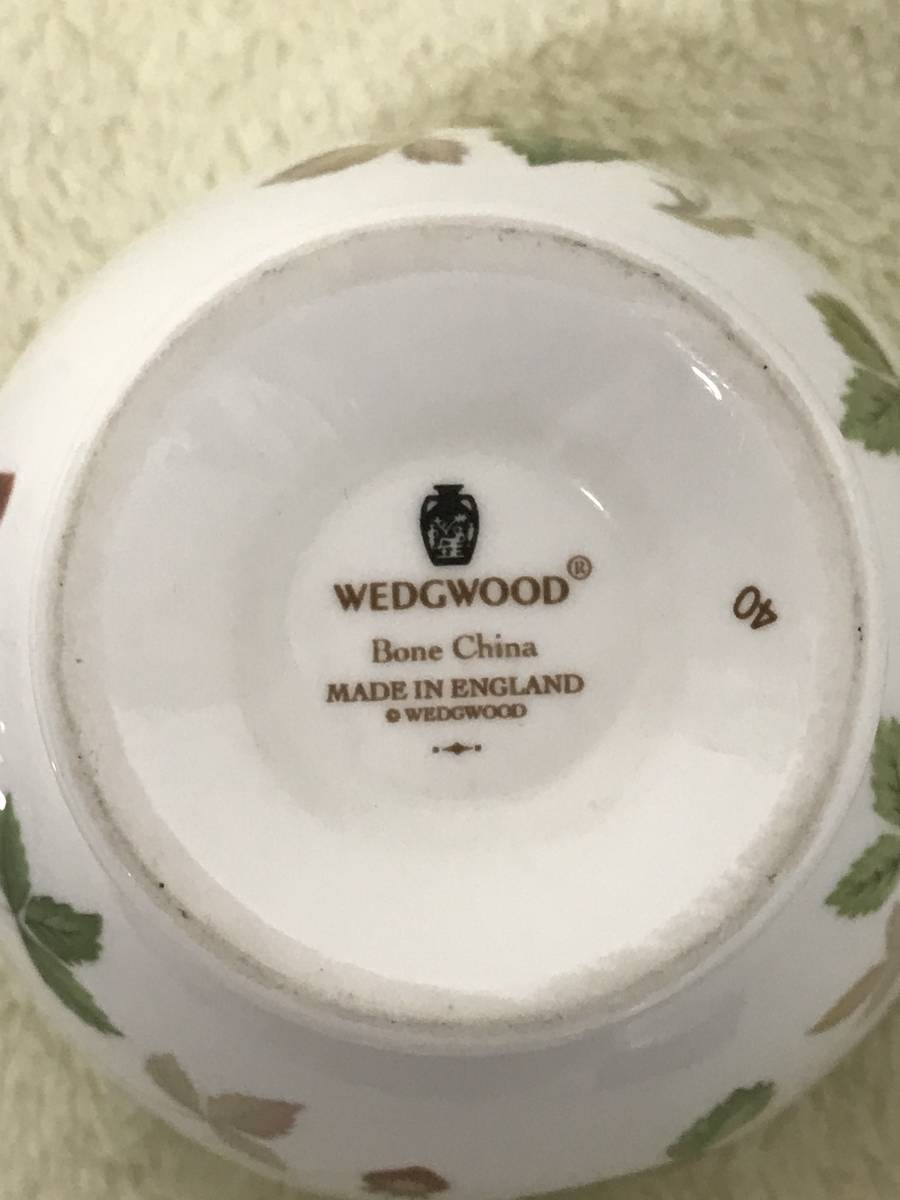 WEDGWOOD®
Bone China
MADE IN ENGLAND
© WEDGWOOD
40